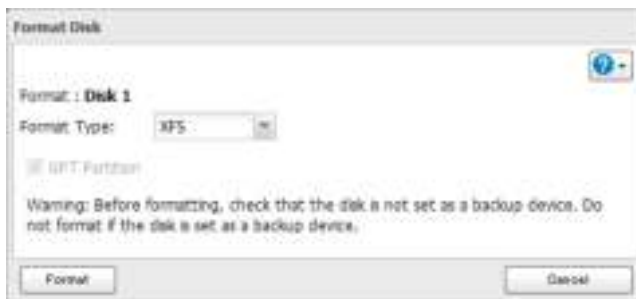 Format Disk
Format : Disk 1
Format Type: XFS
GPT Partition
Warning: Before formatting, check that the disk is not set as a backup device. Do
not format if the disk is set as a backup device.
Format Cancel